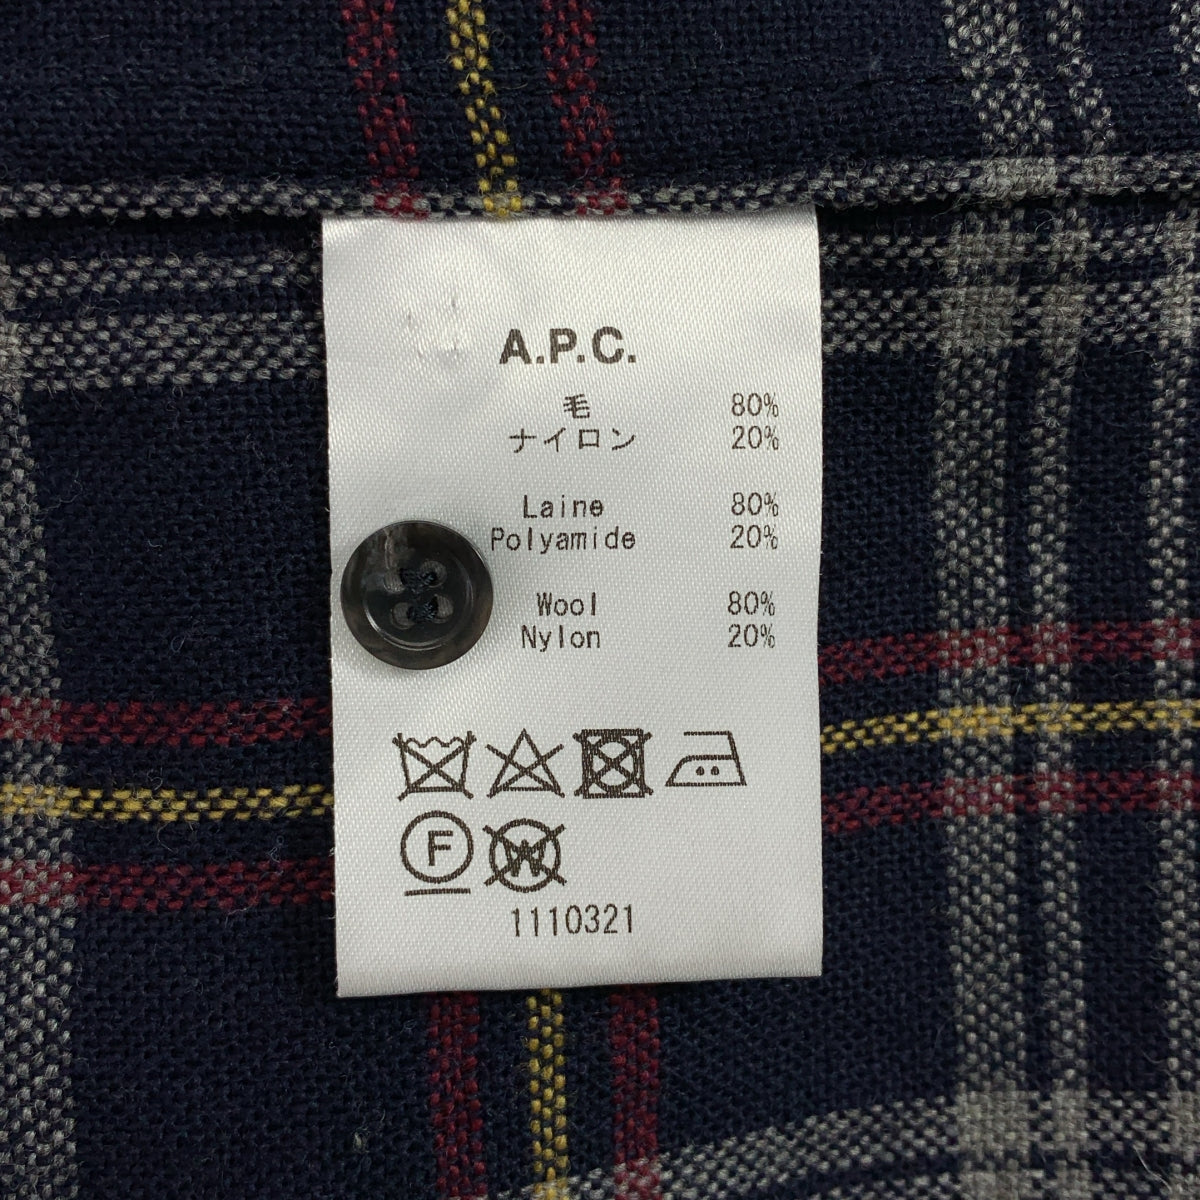 A.P.C.
毛 80%
ナイロン 20%
Laine 80%
Polyamide 20%
Wool 80%
Nylon 20%
F W
1110321